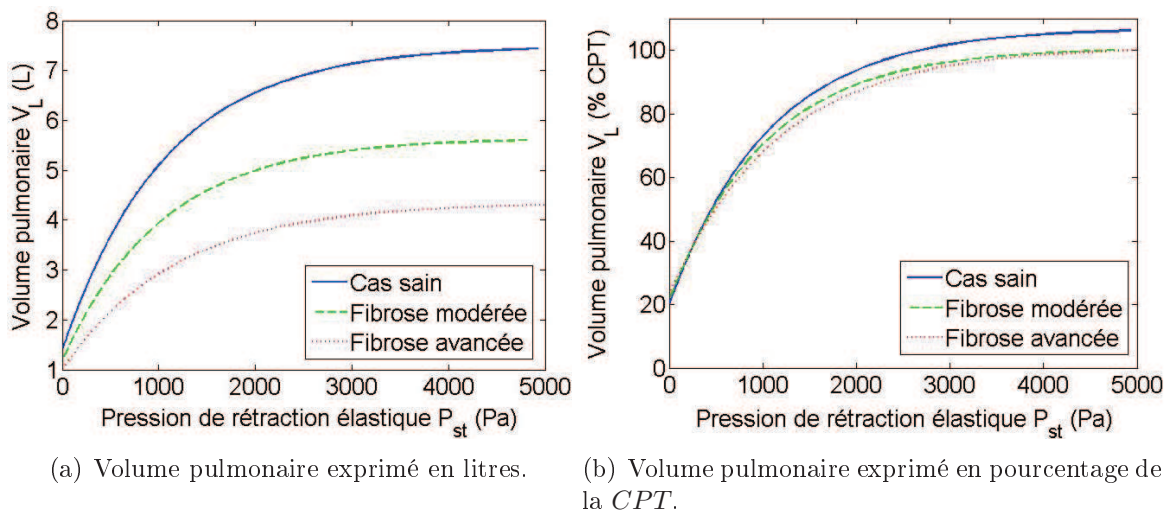 8
7
6
5
4
3
2
1
0
1000
2000
3000
4000
5000
Volume pulmonaire V_L (L)
Pression de rétraction élastique P_st (Pa)
Cas sain
Fibrose modérée
Fibrose avancée
(a) Volume pulmonaire exprimé en litres.
100
80
60
40
20
0
0
1000
2000
3000
4000
5000
Volume pulmonaire V_L (% CPT)
Pression de rétraction élastique P_st (Pa)
Cas sain
Fibrose modérée
Fibrose avancée
(b) Volume pulmonaire exprimé en pourcentage de
la CPT.